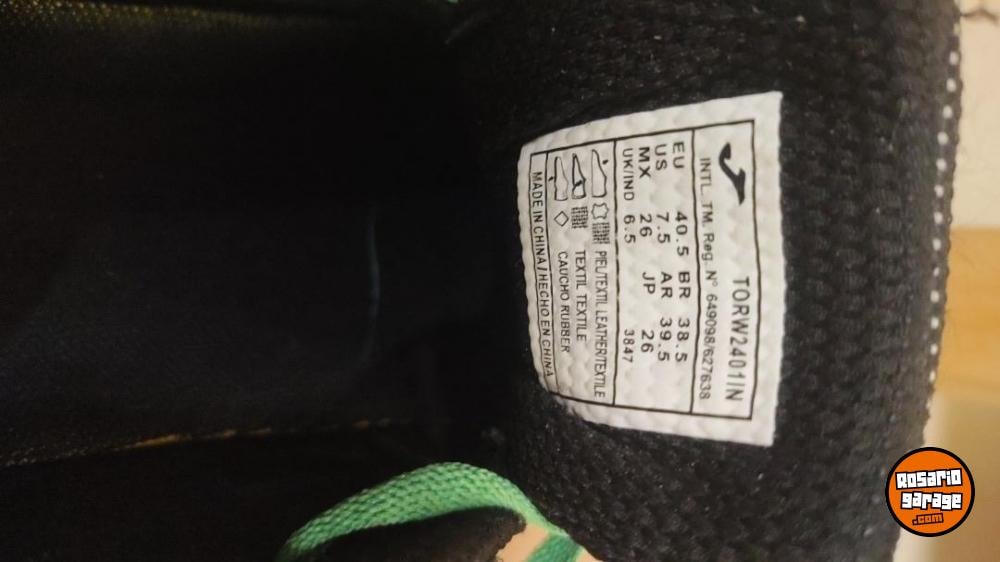 TORW2401IN
INTL. TM. Reg. Nº 649098/627638
EU 40.5 BR 38.5
US 7.5 AR 39.5
MX 26 JP 26
UK/IND 6.5 3847
PIEL/TEXTIL LEATHER/TEXTILE
TEXTIL TEXTILE
CAUCHO RUBBER
MADE IN CHINA / HECHO EN CHINA
Rosario
garage
.com